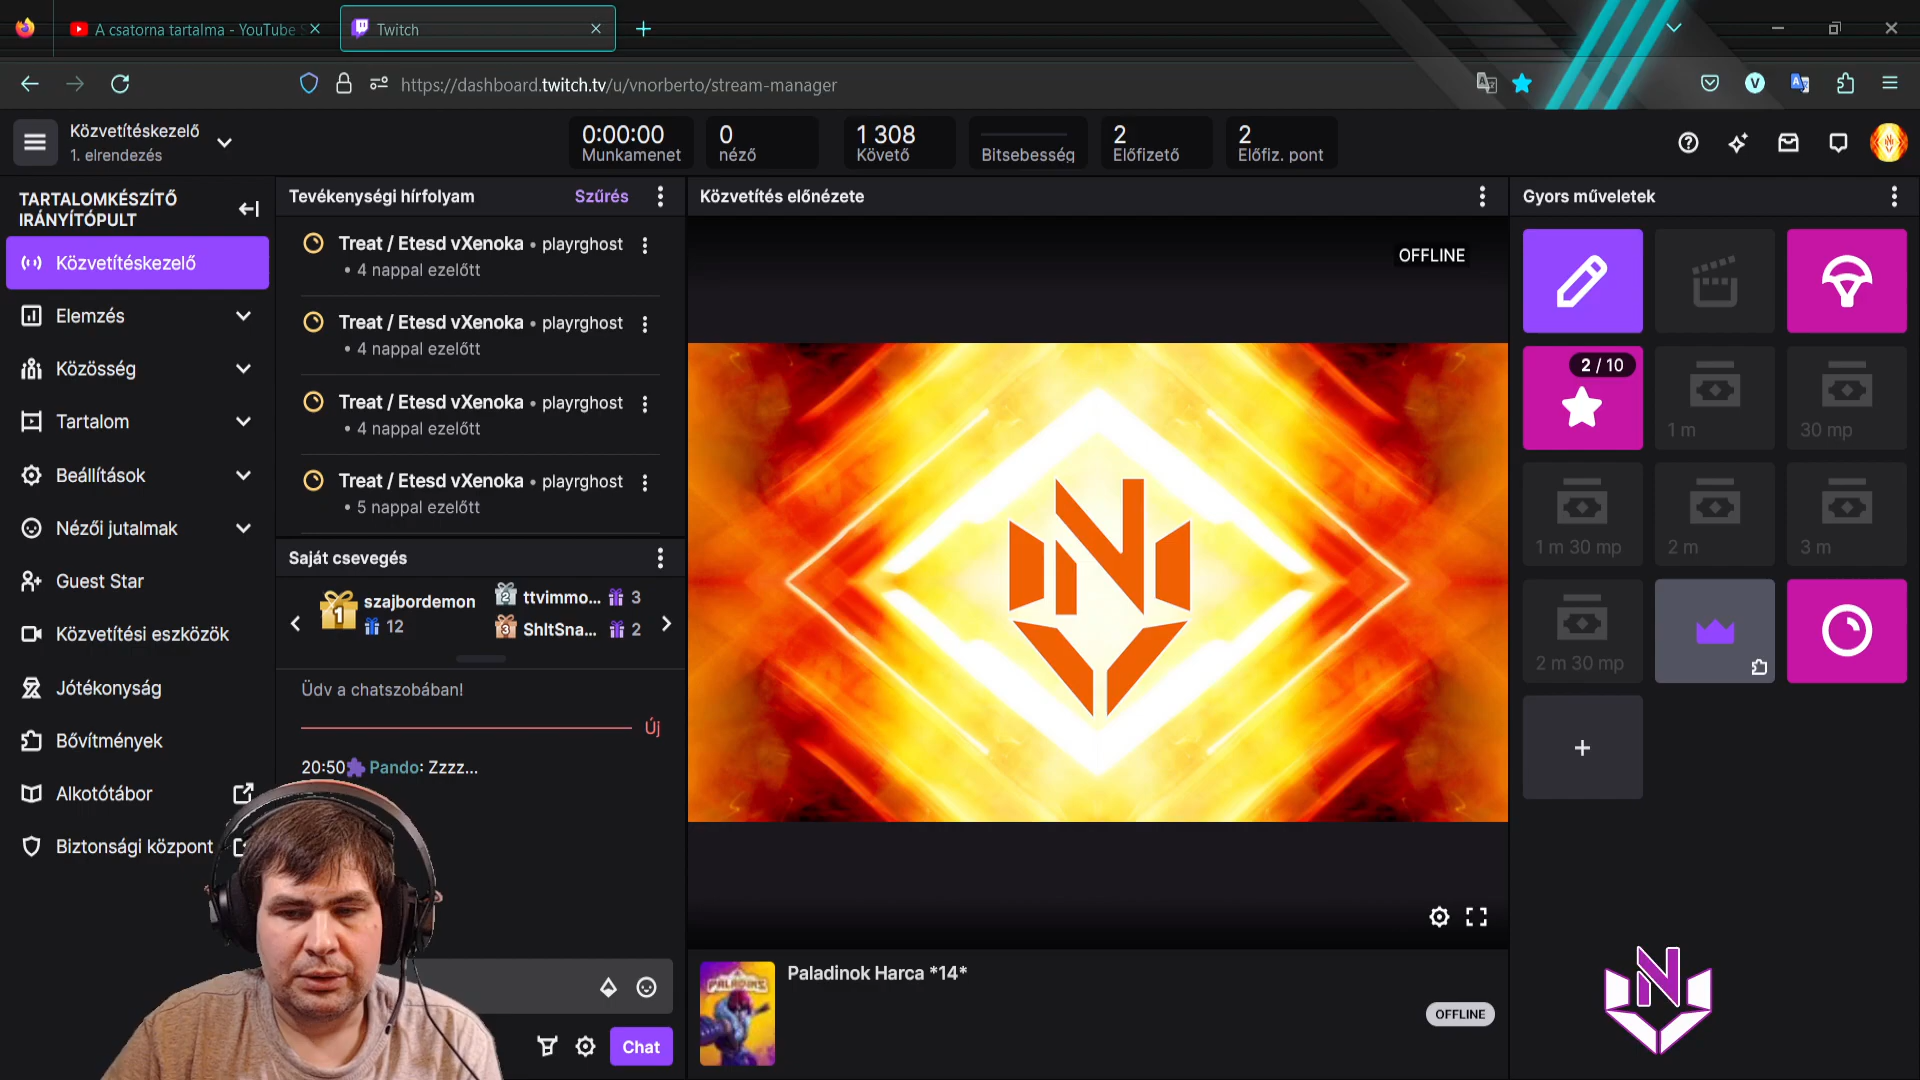 A csatorna tartalma - YouTube S
Twitch
https://dashboard.twitch.tv/u/vnorberto/stream-manager
Közvetítéskezelő
1. elrendezés
0:00:00
Munkamenet
0
néző
1 308
Követő
Bitsebesség
2
Előfizető
2
Előfiz. pont
TARTALOMKÉSZÍTŐ
IRÁNYÍTÓPULT
Közvetítéskezelő
Elemzés
Közösség
Tartalom
Beállítások
Nézői jutalmak
Guest Star
Közvetítési eszközök
Jótékonyság
Bővítmények
Alkotótábor
Biztonsági központ
Tevékenységi hírfolyam
Szűrés
Treat / Etesd vXenoka • playrghost
• 4 nappal ezelőtt
Treat / Etesd vXenoka • playrghost
• 4 nappal ezelőtt
Treat / Etesd vXenoka • playrghost
• 4 nappal ezelőtt
Treat / Etesd vXenoka • playrghost
• 5 nappal ezelőtt
Saját csevegés
1
szajbordemon
12
2
ttvimmo...
3
3
ShItSna...
2
Üdv a chatszobában!
Új
20:50 Pando: Zzzz...
Chat
Közvetítés előnézete
OFFLINE
PALADINS
Paladinok Harca *14*
OFFLINE
Gyors műveletek
2 / 10
1 m
30 mp
1 m 30 mp
2 m
3 m
2 m 30 mp